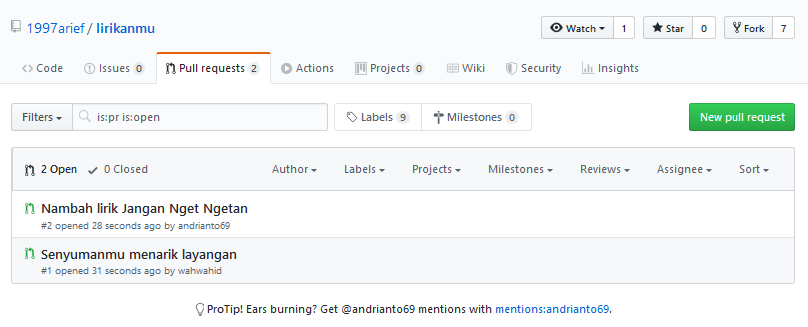 1997arief / lirikanmu
Watch 1 Star 0 Fork 7
Code Issues 0 Pull requests 2 Actions Projects 0 Wiki Security Insights
Filters is:pr is:open Labels 9 Milestones 0 New pull request
2 Open 0 Closed Author Labels Projects Milestones Reviews Assignee Sort
Nambah lirik Jangan Nget Ngetan
#2 opened 28 seconds ago by andrianto69
Senyumanmu menarik layangan
#1 opened 31 seconds ago by wahwahid
ProTip! Ears burning? Get @andrianto69 mentions with mentions:andrianto69.